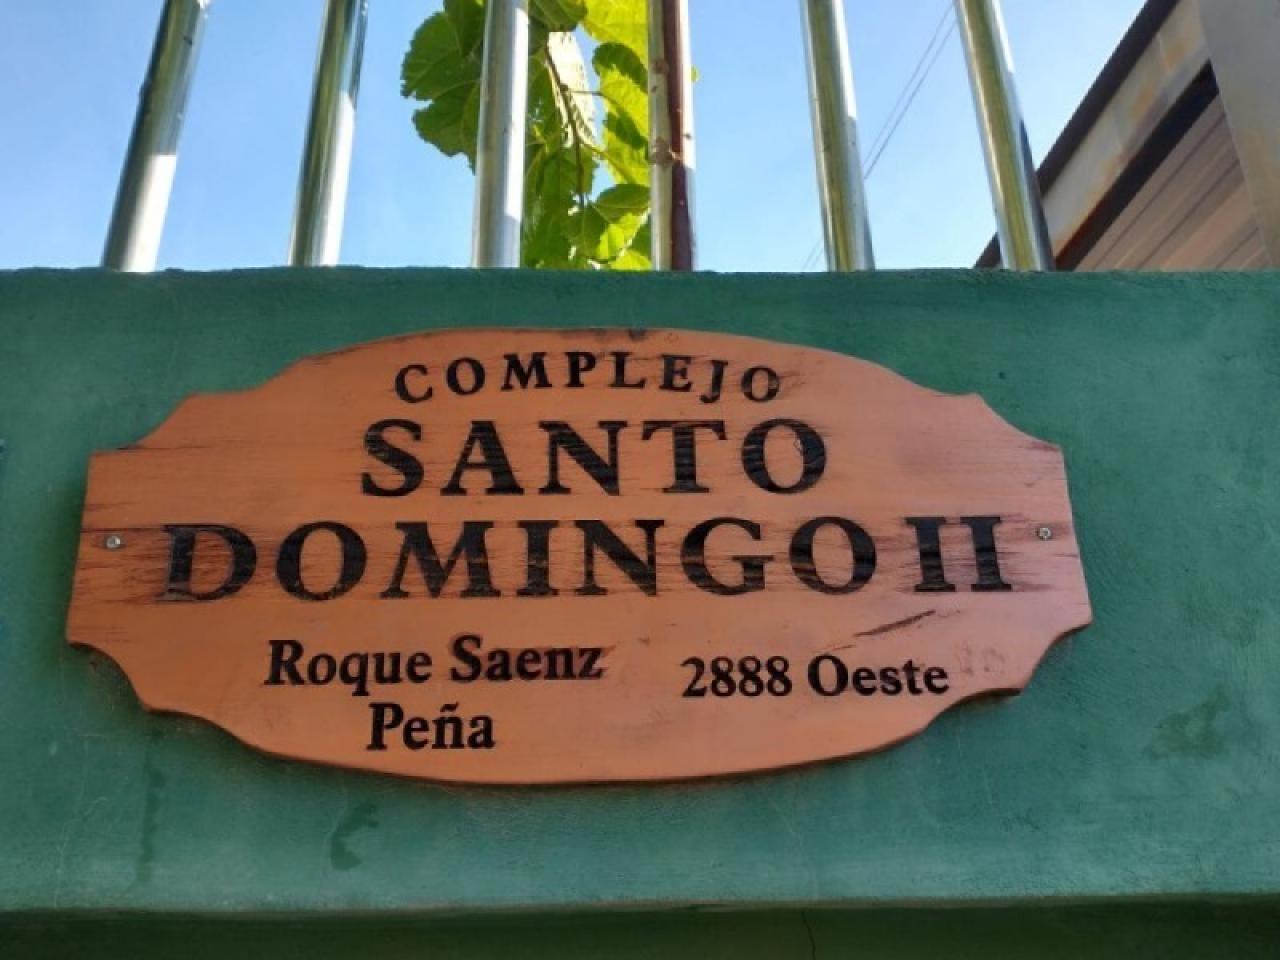 COMPLEJO
SANTO
DOMINGO II
Roque Saenz
Peña
2888 Oeste